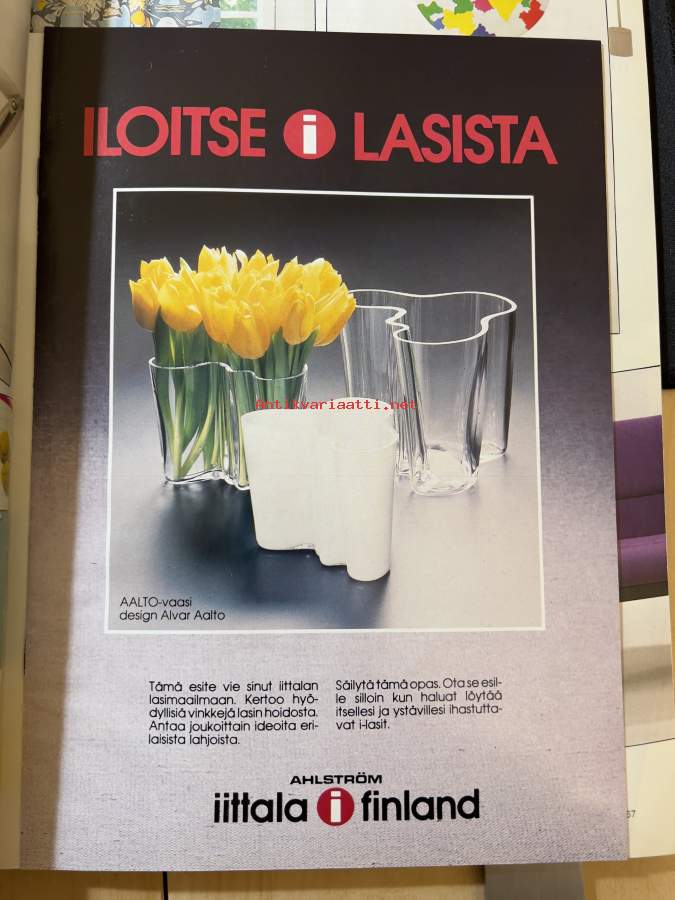 ILOITSE i LASISTA
Antikvariaatti.net
AALTO-vaasi
design Alvar Aalto
Tämä esite vie sinut iittalan
lasimaailmaan. Kertoo hyö-
dyllisiä vinkkejä lasin hoidosta.
Antaa joukoittain ideoita eri-
laisista lahjoista.
Säilytä tämä opas. Ota se esil-
le silloin kun haluat löytää
itsellesi ja ystävillesi ihastutta-
vat i-lasit.
AHLSTRÖM
iittala i finland
37